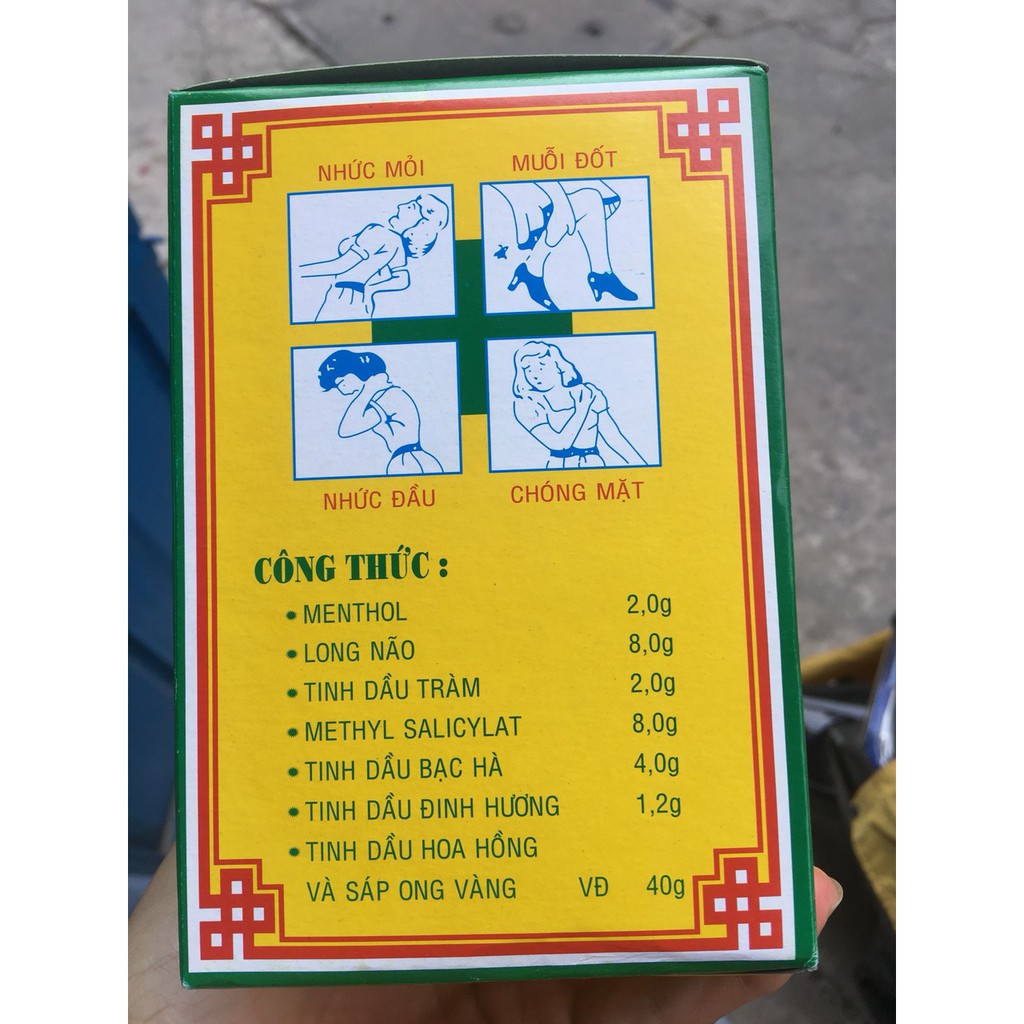 NHỨC MỎI
MUỖI ĐỐT
NHỨC ĐẦU
CHÓNG MẶT
CÔNG THỨC :
• MENTHOL 2,0g
• LONG NÃO 8,0g
• TINH DẦU TRÀM 2,0g
• METHYL SALICYLAT 8,0g
• TINH DẦU BẠC HÀ 4,0g
• TINH DẦU ĐINH HƯƠNG 1,2g
• TINH DẦU HOA HỒNG
VÀ SÁP ONG VÀNG VĐ 40g